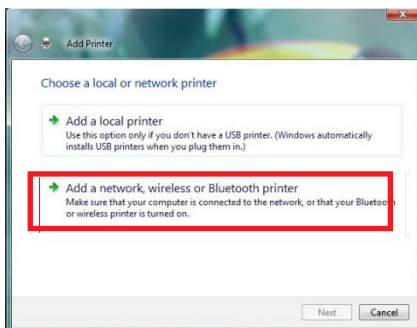 Add Printer
Choose a local or network printer
Add a local printer
Use this option only if you don't have a USB printer. (Windows automatically
installs USB printers when you plug them in.)
Add a network, wireless or Bluetooth printer
Make sure that your computer is connected to the network, or that your Bluetooth
or wireless printer is turned on.
Next
Cancel